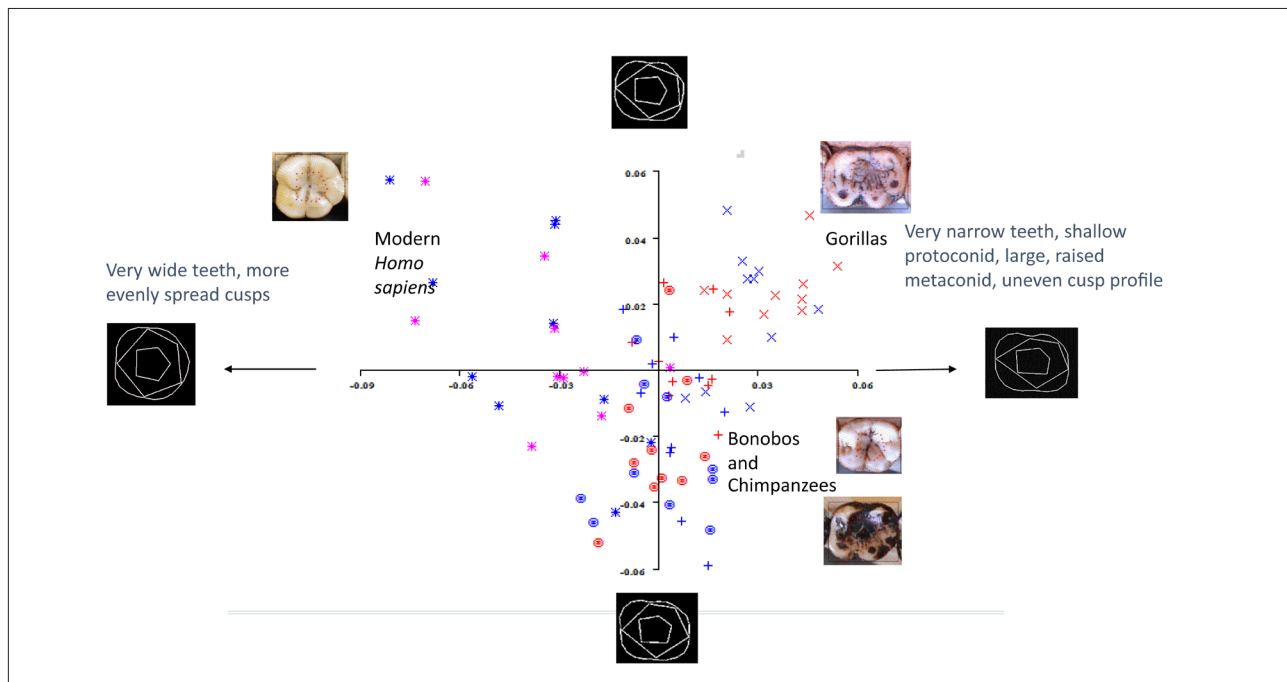 0.06
0.04
0.02
-0.09
-0.06
-0.03
0.03
0.06
-0.02
-0.04
-0.06
Modern
Homo
sapiens
Gorillas
Very wide teeth, more
evenly spread cusps
Very narrow teeth, shallow
protoconid, large, raised
metaconid, uneven cusp profile
Bonobos
and
Chimpanzees